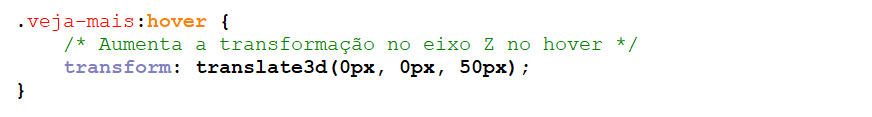 .veja-mais:hover {
    /* Aumenta a transformação no eixo Z no hover */
    transform: translate3d(0px, 0px, 50px);
}